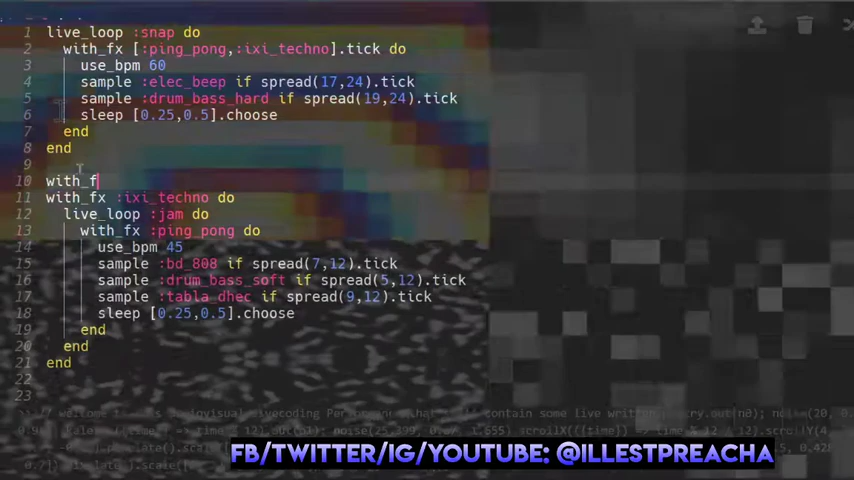 1 live_loop :snap do
2 with_fx [:ping_pong,:ixi_techno].tick do
3 use_bpm 60
4 sample :elec_beep if spread(17,24).tick
5 sample :drum_bass_hard if spread(19,24).tick
6 sleep [0.25,0.5].choose
7 end
8 end
9
10 with_f
11 with_fx :ixi_techno do
12 live_loop :jam do
13 with_fx :ping_pong do
14 use_bpm 45
15 sample :bd_808 if spread(7,12).tick
16 sample :drum_bass_soft if spread(5,12).tick
17 sample :tabla_dhec if spread(9,12).tick
18 sleep [0.25,0.5].choose
19 end
20 end
21 end
22
23
contain some Live
FB/TWITTER/IG/YOUTUBE: @ILLESTPREACHA